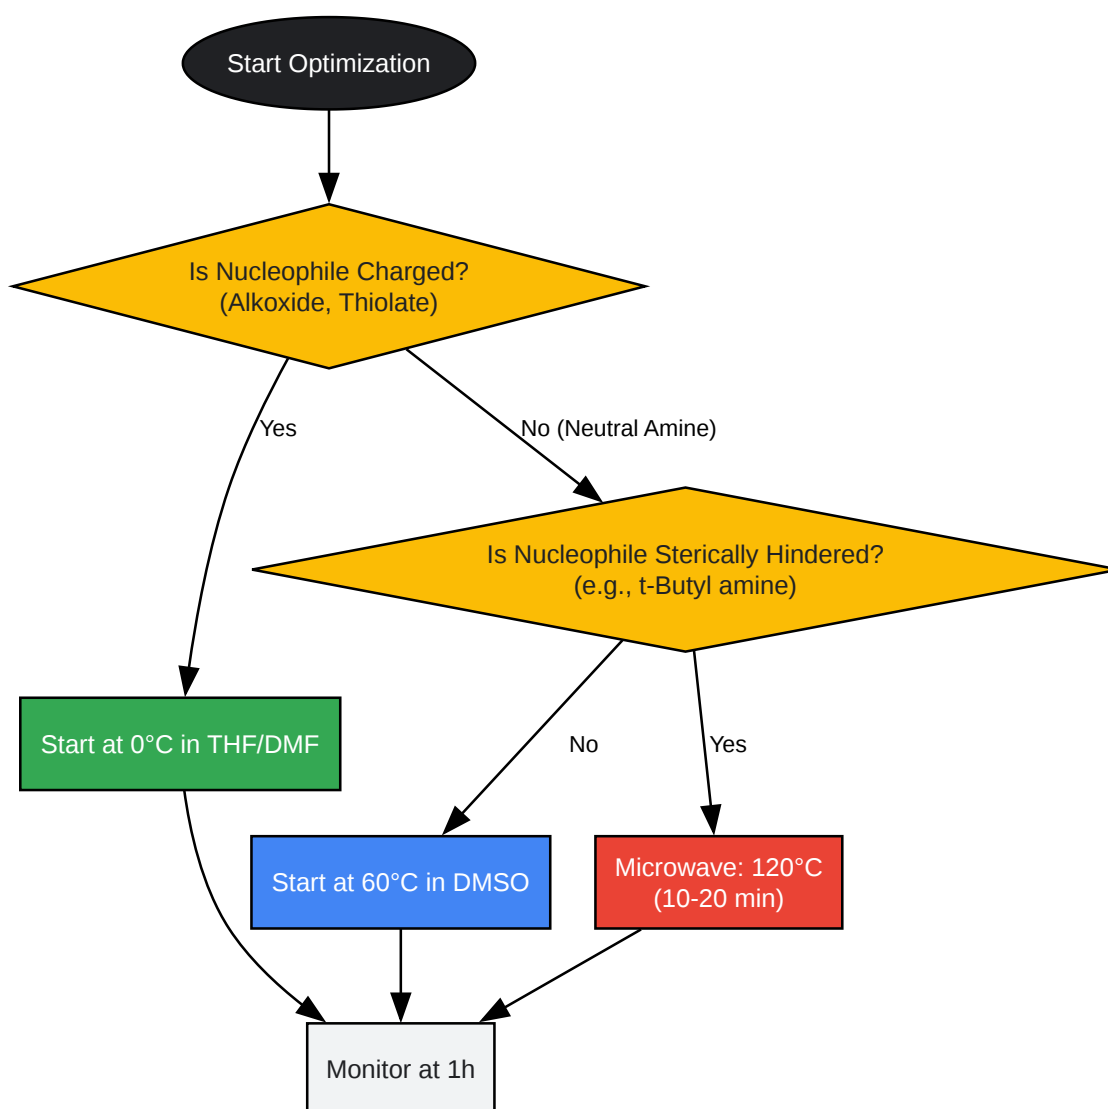 Start Optimization
Is Nucleophile Charged?
(Alkoxide, Thiolate)
Yes
No (Neutral Amine)
Is Nucleophile Sterically Hindered?
(e.g., t-Butyl amine)
No
Yes
Start at 0°C in THF/DMF
Start at 60°C in DMSO
Microwave: 120°C
(10-20 min)
Monitor at 1h